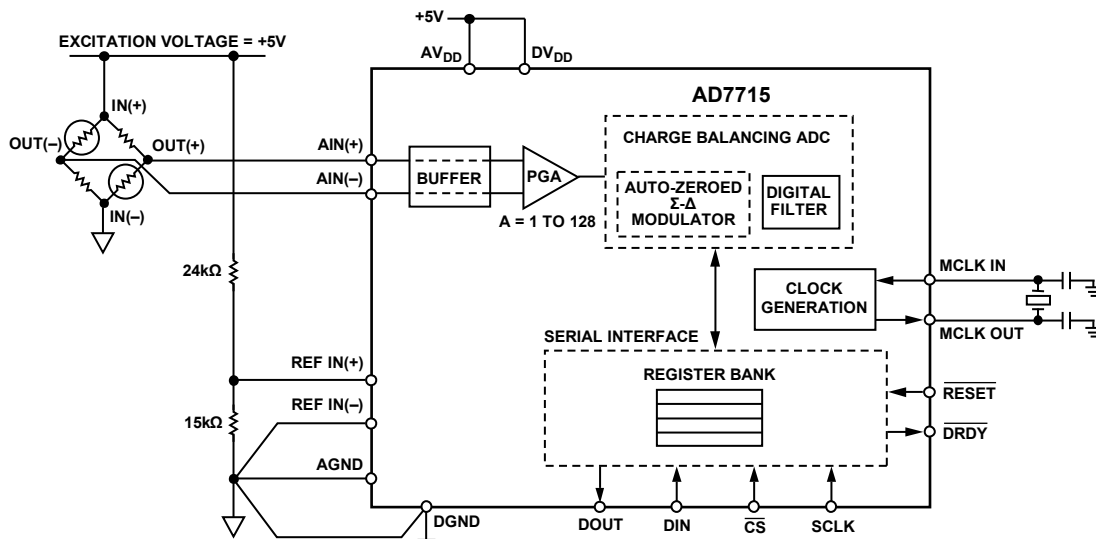 +5V
EXCITATION VOLTAGE = +5V
AVDD
DVDD
AD7715
IN(+)
OUT(–)
OUT(+)
IN(–)
AIN(+)
AIN(–)
BUFFER
PGA
A = 1 TO 128
CHARGE BALANCING ADC
AUTO-ZEROED
Σ-Δ
MODULATOR
DIGITAL
FILTER
24kΩ
CLOCK
GENERATION
MCLK IN
MCLK OUT
SERIAL INTERFACE
REGISTER BANK
REF IN(+)
REF IN(–)
15kΩ
AGND
RESET
DRDY
DGND
DOUT
DIN
CS
SCLK